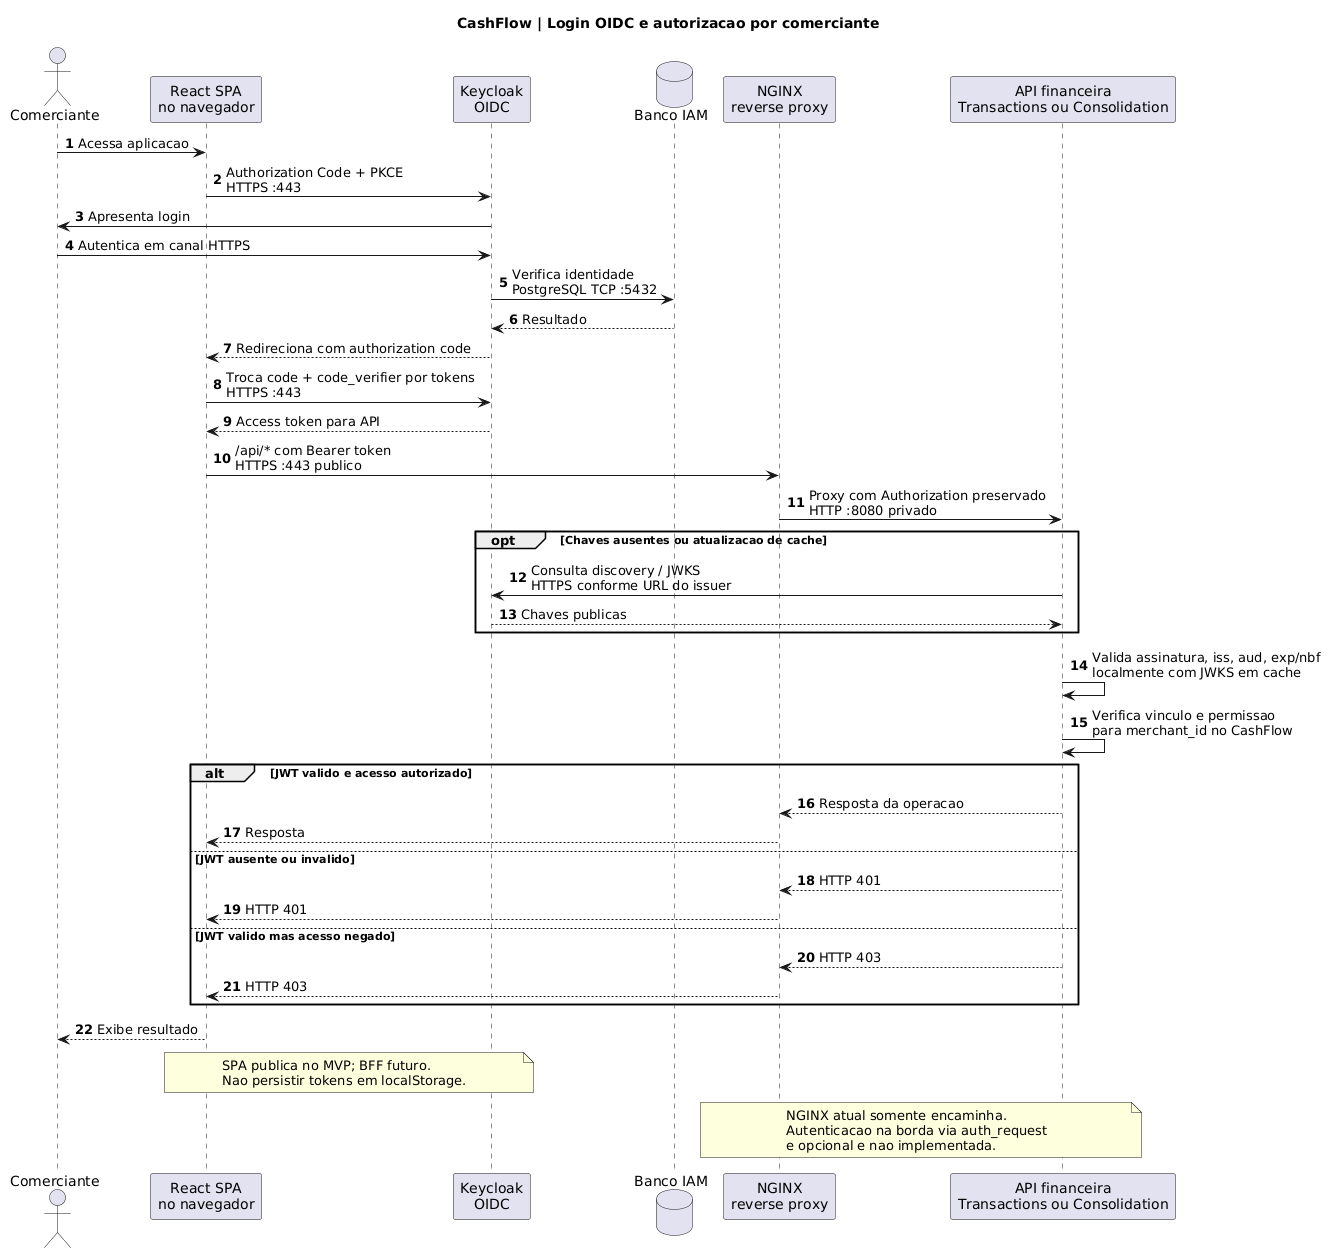 CashFlow | Login OIDC e autorizacao por comerciante
Comerciante
React SPA
no navegador
Keycloak
OIDC
Banco IAM
NGINX
reverse proxy
API financeira
Transactions ou Consolidation
1 Acessa aplicacao
2 Authorization Code + PKCE
HTTPS :443
3 Apresenta login
4 Autentica em canal HTTPS
5 Verifica identidade
PostgreSQL TCP :5432
6 Resultado
7 Redireciona com authorization code
8 Troca code + code_verifier por tokens
HTTPS :443
9 Access token para API
10 /api/* com Bearer token
HTTPS :443 publico
11 Proxy com Authorization preservado
HTTP :8080 privado
opt [Chaves ausentes ou atualizacao de cache]
12 Consulta discovery / JWKS
HTTPS conforme URL do issuer
13 Chaves publicas
14 Valida assinatura, iss, aud, exp/nbf
localmente com JWKS em cache
15 Verifica vinculo e permissao
para merchant_id no CashFlow
alt [JWT valido e acesso autorizado]
16 Resposta da operacao
17 Resposta
[JWT ausente ou invalido]
18 HTTP 401
19 HTTP 401
[JWT valido mas acesso negado]
20 HTTP 403
21 HTTP 403
22 Exibe resultado
SPA publica no MVP; BFF futuro.
Nao persistir tokens em localStorage.
NGINX atual somente encaminha.
Autenticacao na borda via auth_request
e opcional e nao implementada.
Comerciante
React SPA
no navegador
Keycloak
OIDC
Banco IAM
NGINX
reverse proxy
API financeira
Transactions ou Consolidation